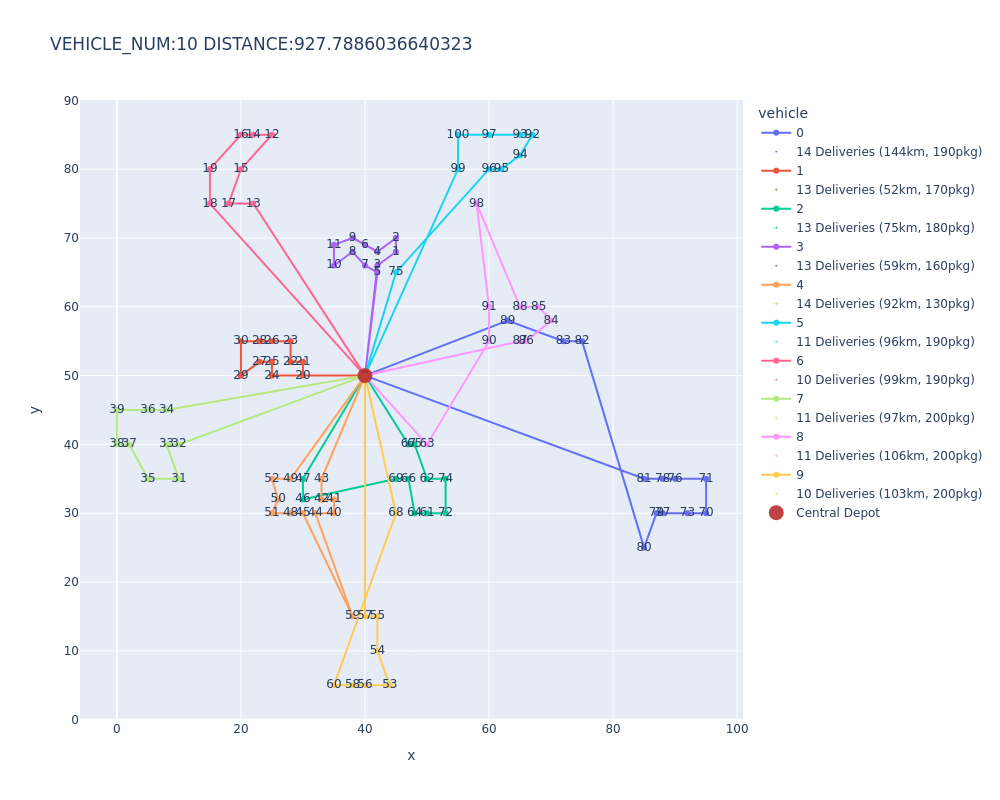 VEHICLE_NUM:10 DISTANCE:927.7886036640323
90
80
70
60
50
40
30
20
10
0
y
0 20 40 60 80 100
x
16 14 12
19 15
18 17 13
100 97 93 92
94
99 96 95
98
11 9 6 4 2
8 1
10 7 3
5 75
91 88 85
89 84
90 87 86 83 82
30 28 26 23
27 25 22 21
29 24 20
39 36 34
38 37 33 32
35 31
67 65 63
52 49 47 43
50 46 42 41
51 48 45 44 40
69 66 62 74
68 64 61 72
81 78 76 71
79 77 73 70
80
59 57 55
54
60 58 56 53
vehicle
0
14 Deliveries (144km, 190pkg)
1
13 Deliveries (52km, 170pkg)
2
13 Deliveries (75km, 180pkg)
3
13 Deliveries (59km, 160pkg)
4
14 Deliveries (92km, 130pkg)
5
11 Deliveries (96km, 190pkg)
6
10 Deliveries (99km, 190pkg)
7
11 Deliveries (97km, 200pkg)
8
11 Deliveries (106km, 200pkg)
9
10 Deliveries (103km, 200pkg)
Central Depot